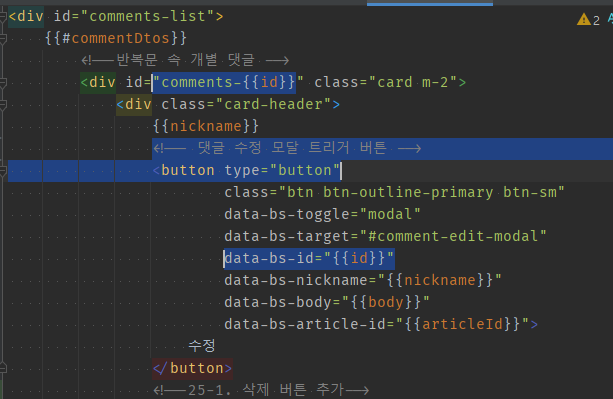 <div id="comments-list">
{{#commentDtos}}
<!--반복문 속 개별 댓글 -->
<div id="comments-{{id}}" class="card m-2">
<div class="card-header">
{{nickname}}
<!-- 댓글 수정 모달 트리거 버튼 -->
<button type="button"
class="btn btn-outline-primary btn-sm"
data-bs-toggle="modal"
data-bs-target="#comment-edit-modal"
data-bs-id="{{id}}"
data-bs-nickname="{{nickname}}"
data-bs-body="{{body}}"
data-bs-article-id="{{articleId}}">
수정
</button>
<!--25-1. 삭제 버튼 추가-->
2